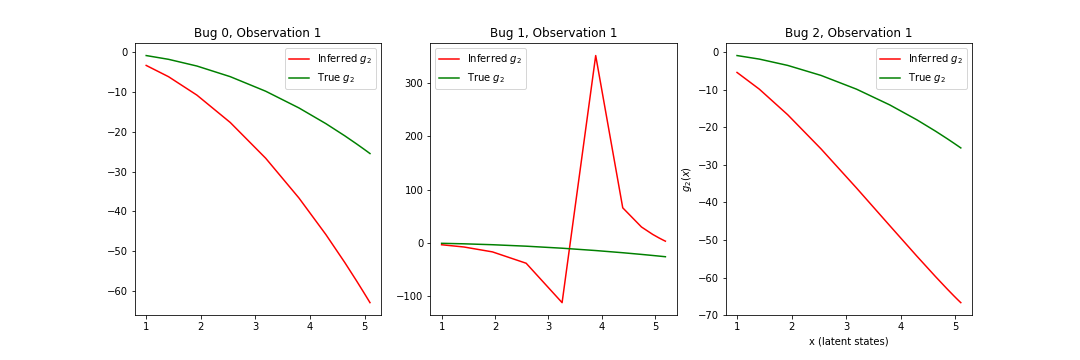 Bug 0, Observation 1
Inferred g₂
True g₂
0
−10
−20
−30
−40
−50
−60
1 2 3 4 5
Bug 1, Observation 1
Inferred g₂
True g₂
300
200
100
0
−100
1 2 3 4 5
Bug 2, Observation 1
Inferred g₂
True g₂
g₂(x)
0
−10
−20
−30
−40
−50
−60
−70
1 2 3 4 5
x (latent states)